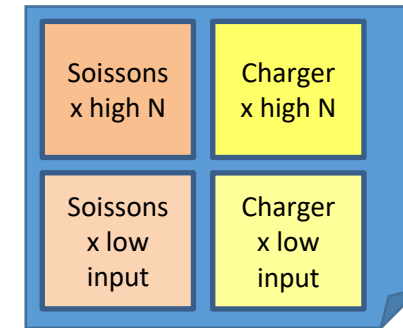 Soissons
x high N
Charger
x high N
Soissons
x low
input
Charger
x low
input